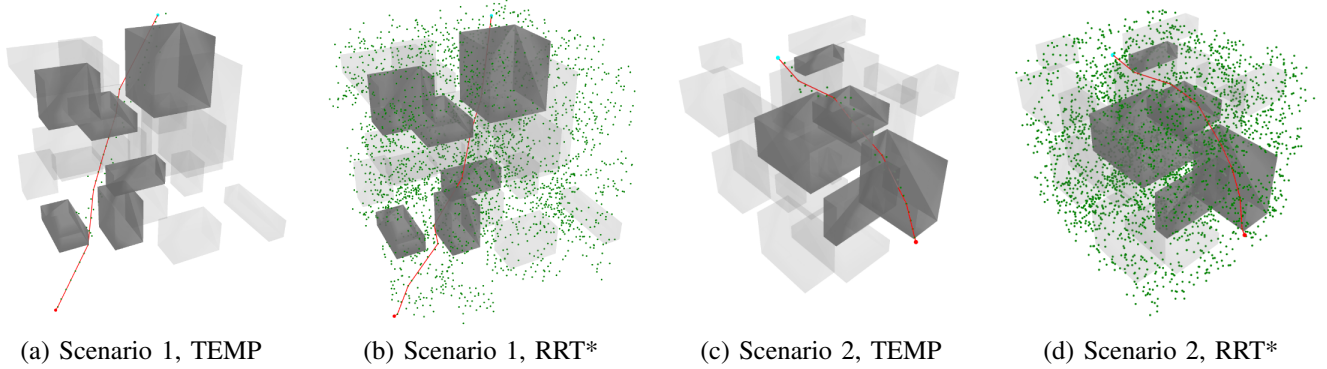 (a) Scenario 1, TEMP
(b) Scenario 1, RRT*
(c) Scenario 2, TEMP
(d) Scenario 2, RRT*